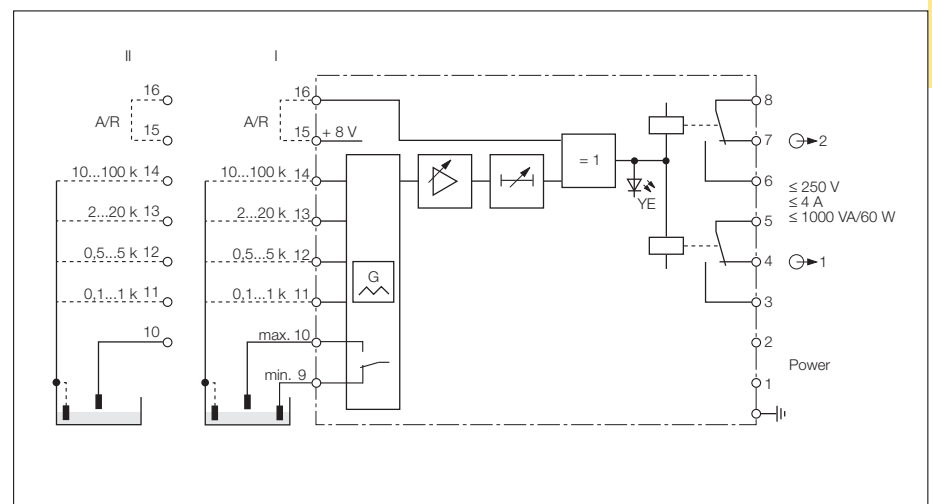 II
I
16
A/R
15
10...100 k 14
2...20 k 13
0,5...5 k 12
0,1...1 k 11
10
16
A/R
15
+ 8 V
10...100 k 14
2...20 k 13
0,5...5 k 12
0,1...1 k 11
max. 10
min. 9
G
= 1
YE
8
7
2
6
≤ 250 V
≤ 4 A
≤ 1000 VA/60 W
5
4
1
3
2
Power
1